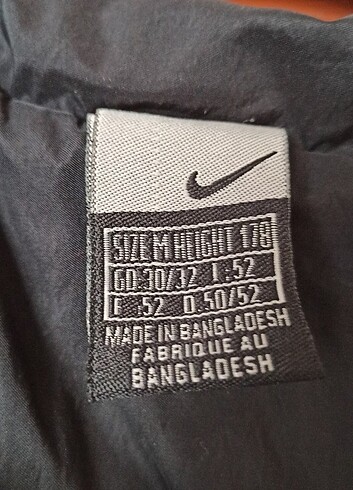 SIZE M HEIGHT 178
GD:30/32 I:52
F:52 D:50/52
MADE IN BANGLADESH
FABRIQUE AU
BANGLADESH